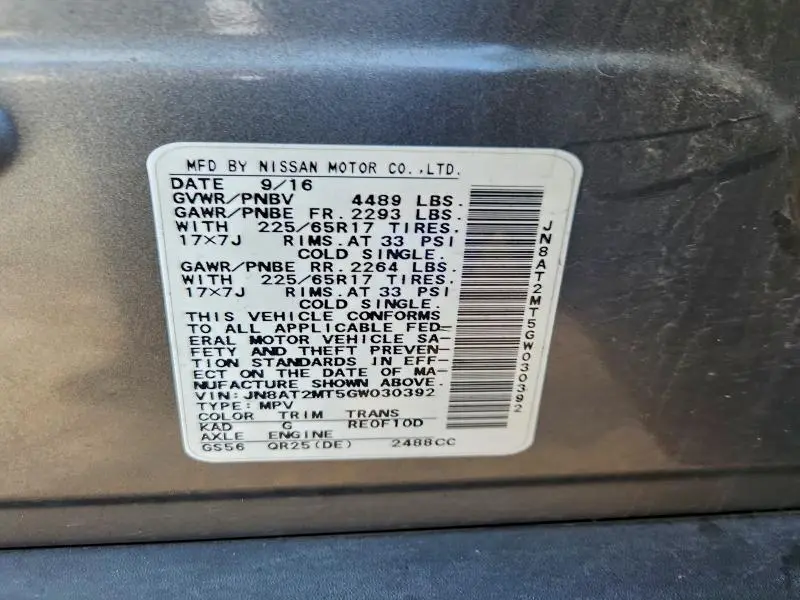 MFD BY NISSAN MOTOR CO.,LTD.
DATE 9/16
GVWR/PNBV 4489 LBS.
GAWR/PNBE FR. 2293 LBS.
WITH 225/65R17 TIRES.
17×7J RIMS.AT 33 PSI
COLD SINGLE.
GAWR/PNBE RR. 2264 LBS.
WITH 225/65R17 TIRES.
17×7J RIMS.AT 33 PSI
COLD SINGLE.
THIS VEHICLE CONFORMS
TO ALL APPLICABLE FED-
ERAL MOTOR VEHICLE SA-
FETY AND THEFT PREVEN-
TION STANDARDS IN EFF-
ECT ON THE DATE OF MA-
NUFACTURE SHOWN ABOVE.
VIN: JN8AT2MT5GW030392
TYPE: MPV
COLOR TRIM TRANS
KAD G RE0F10D
AXLE ENGINE
GS56 QR25(DE) 2488CC
JN8AT2MT5GW030392